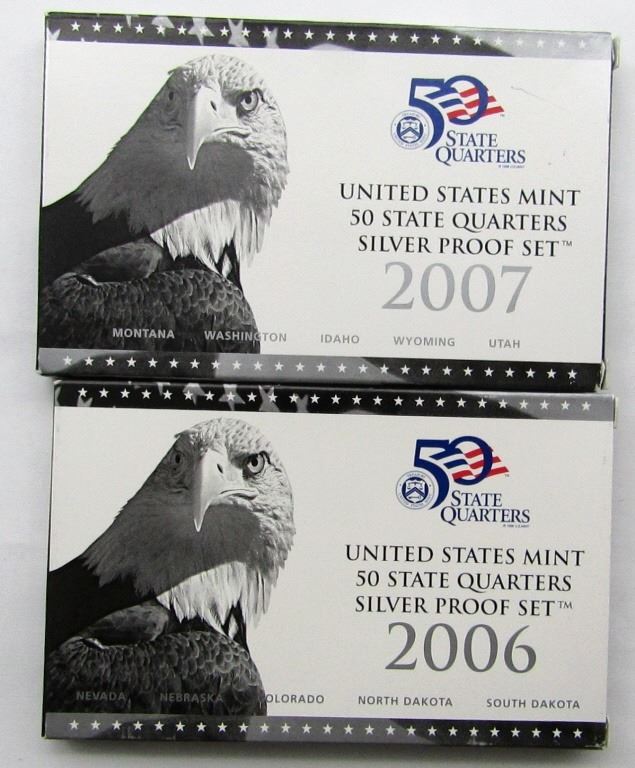 50
STATE
QUARTERS
UNITED STATES MINT
50 STATE QUARTERS
SILVER PROOF SET™
2007
MONTANA WASHINGTON IDAHO WYOMING UTAH
50
STATE
QUARTERS
UNITED STATES MINT
50 STATE QUARTERS
SILVER PROOF SET™
2006
NEVADA NEBRASKA COLORADO NORTH DAKOTA SOUTH DAKOTA